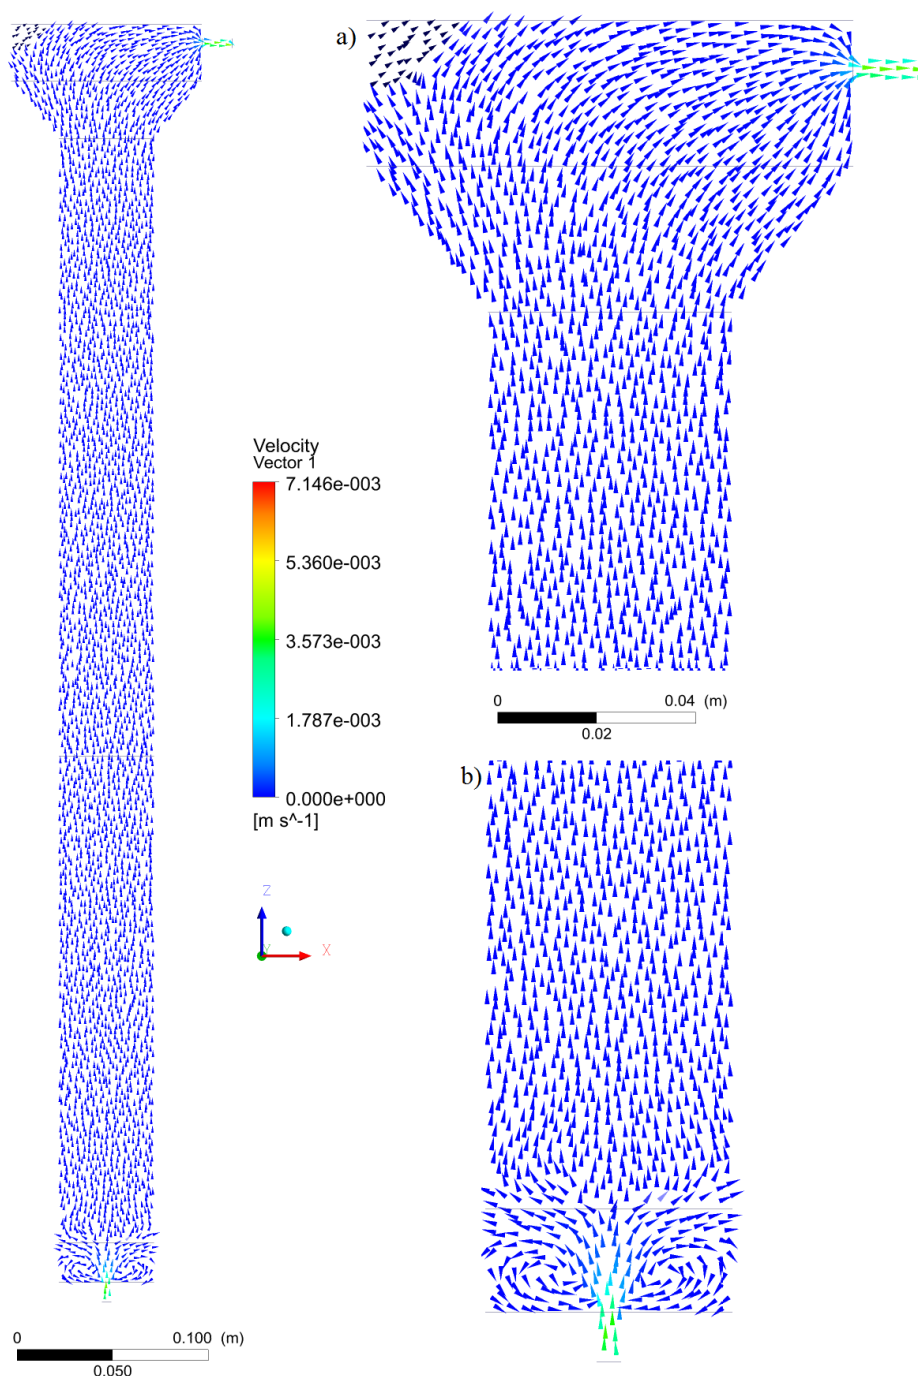 a)
Velocity
Vector 1
7.146e-003
5.360e-003
3.573e-003
1.787e-003
0.000e+000
[m s^-1]
Z
Y
X
0 0.04 (m)
0.02
b)
0 0.100 (m)
0.050